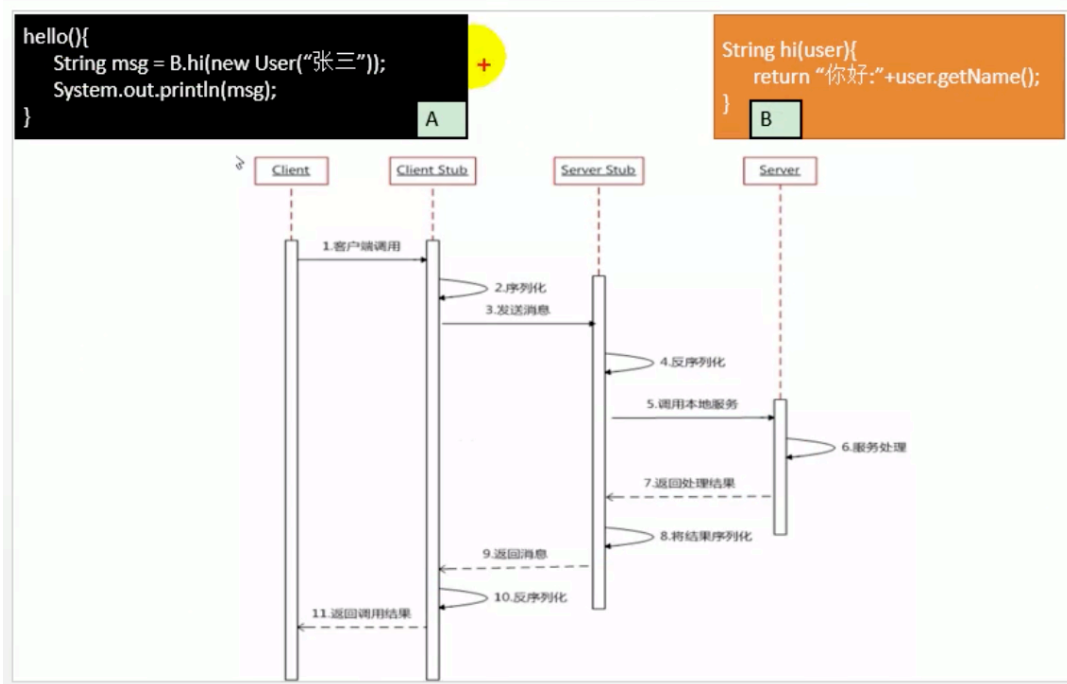 hello(){
String msg = B.hi(new User(“张三”));
System.out.println(msg);
}
A
String hi(user){
return “你好:”+user.getName();
}
B
Client
Client Stub
Server Stub
Server
1.客户端调用
2.序列化
3.发送消息
4.反序列化
5.调用本地服务
6.服务处理
7.返回处理结果
8.将结果序列化
9.返回消息
10.反序列化
11.返回调用结果